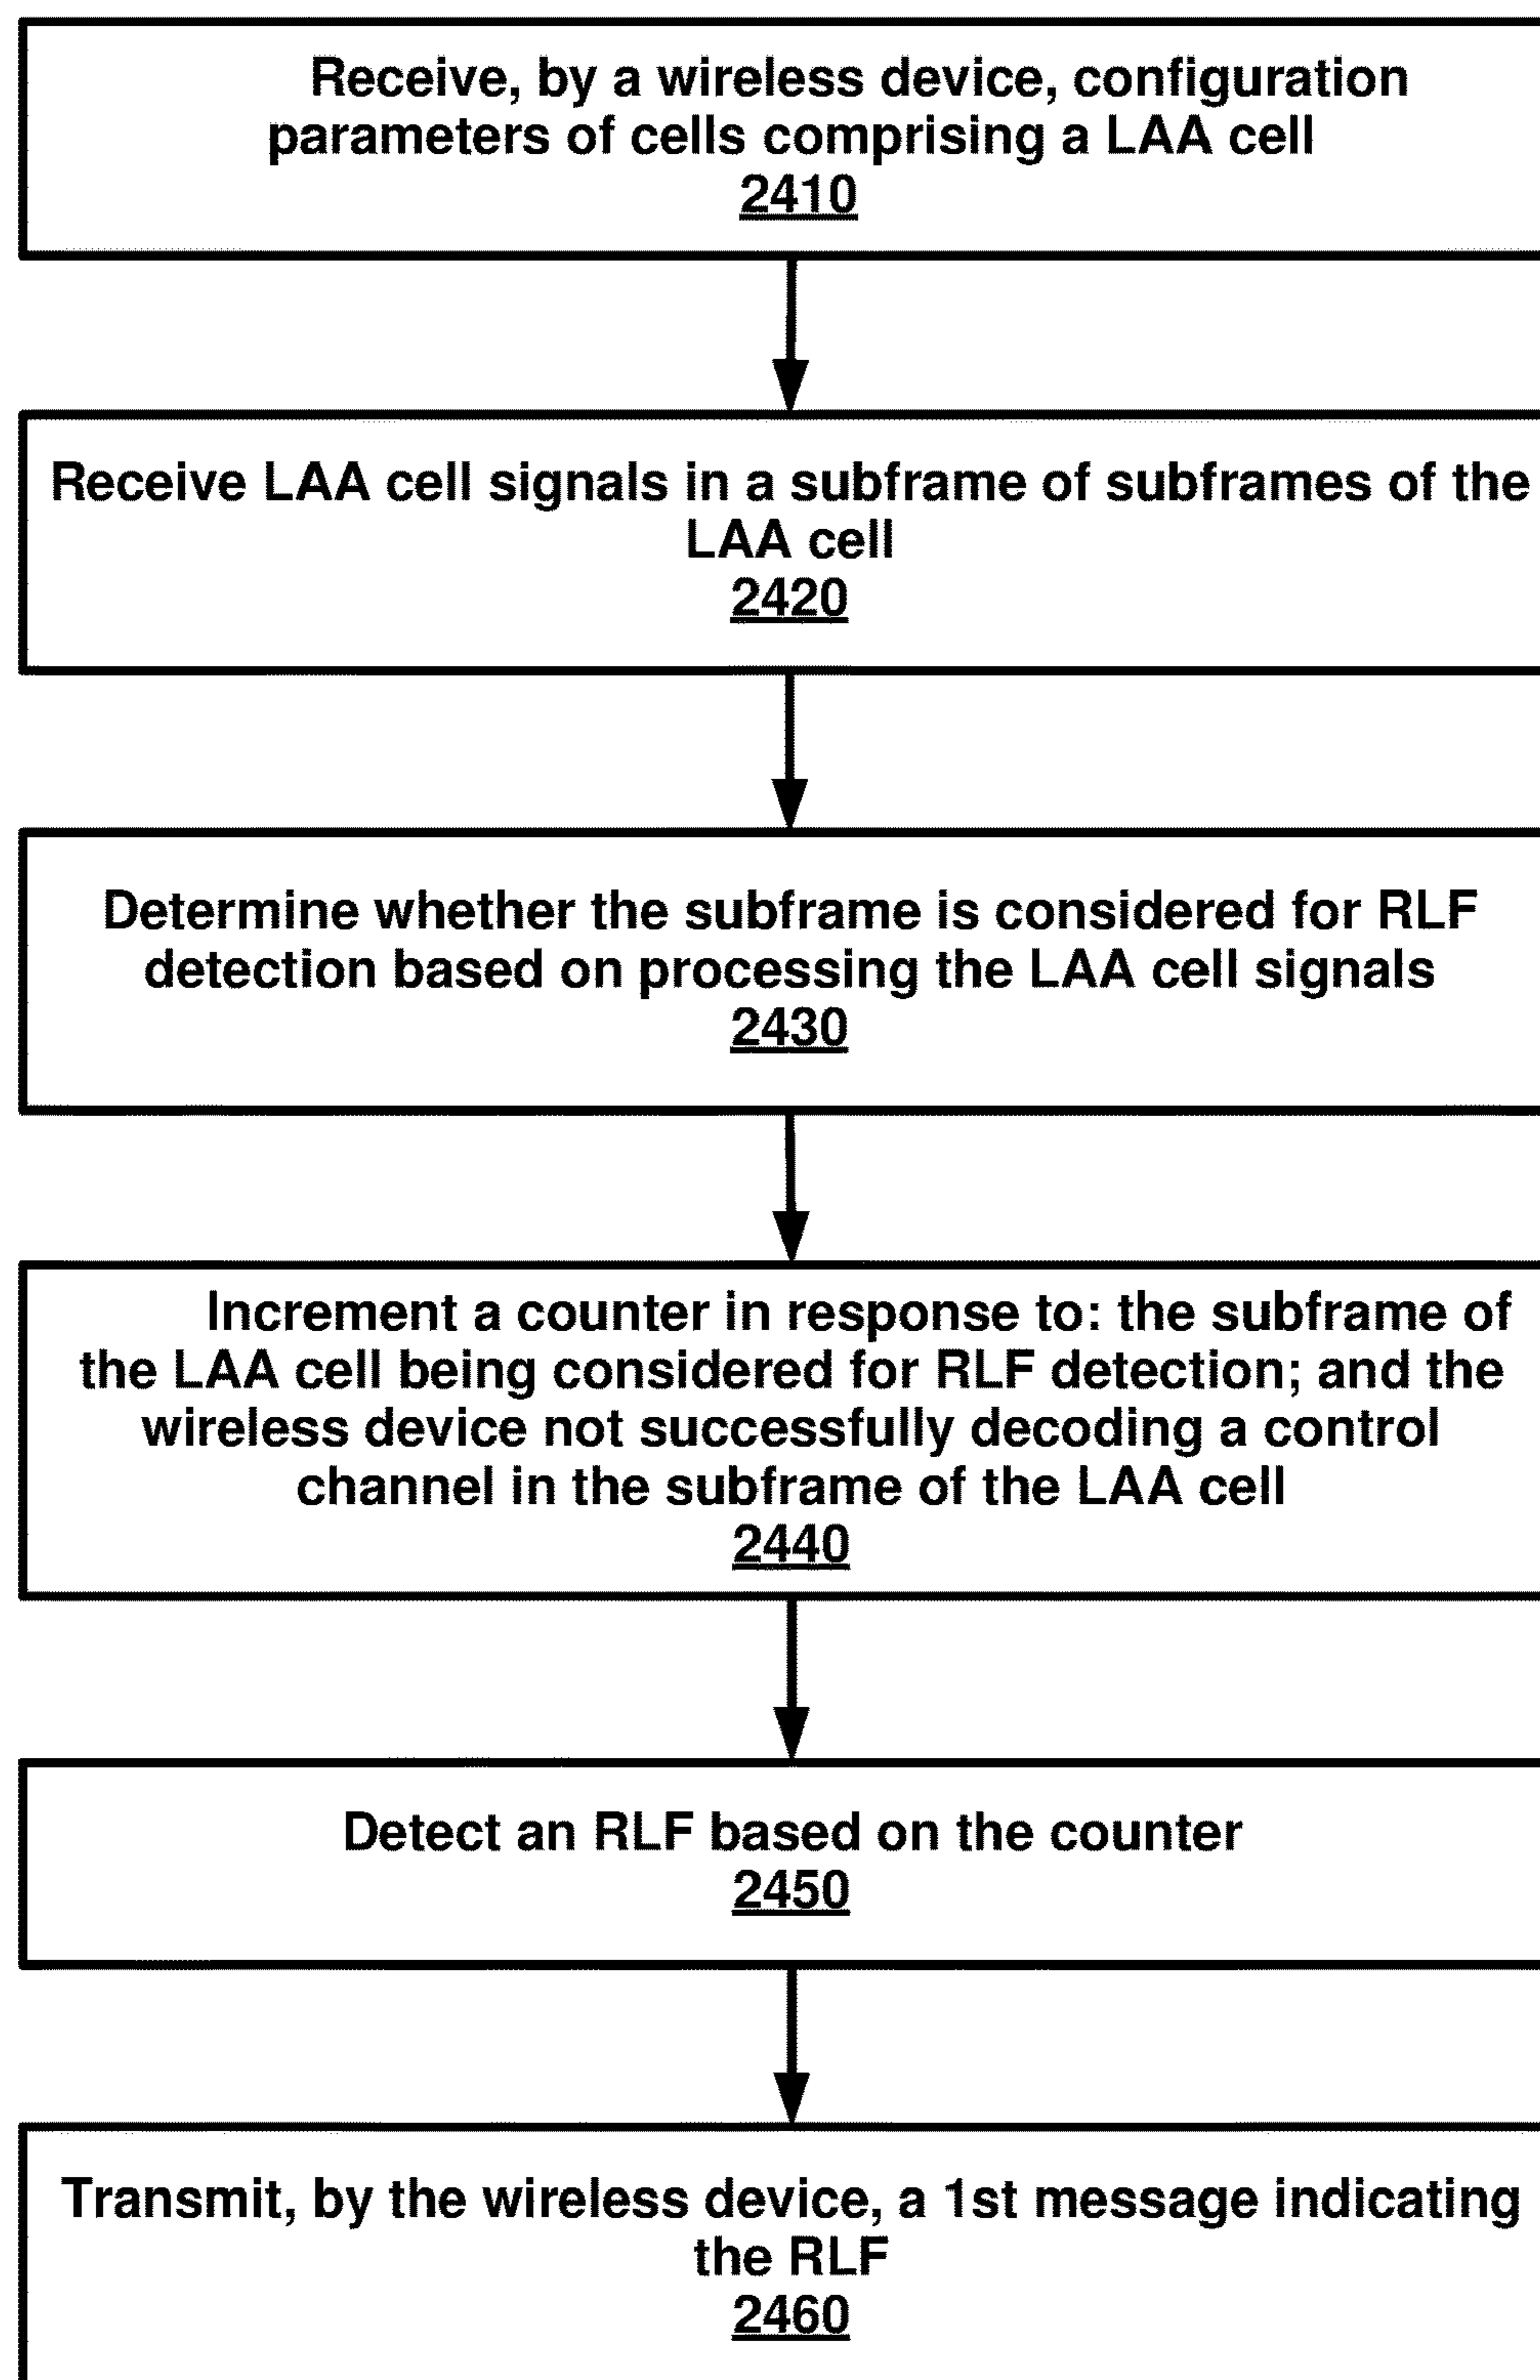 Receive, by a wireless device, configuration
parameters of cells comprising a LAA cell
2410
Receive LAA cell signals in a subframe of subframes of the
LAA cell
2420
Determine whether the subframe is considered for RLF
detection based on processing the LAA cell signals
2430
Increment a counter in response to: the subframe of
the LAA cell being considered for RLF detection; and the
wireless device not successfully decoding a control
channel in the subframe of the LAA cell
2440
Detect an RLF based on the counter
2450
Transmit, by the wireless device, a 1st message indicating
the RLF
2460